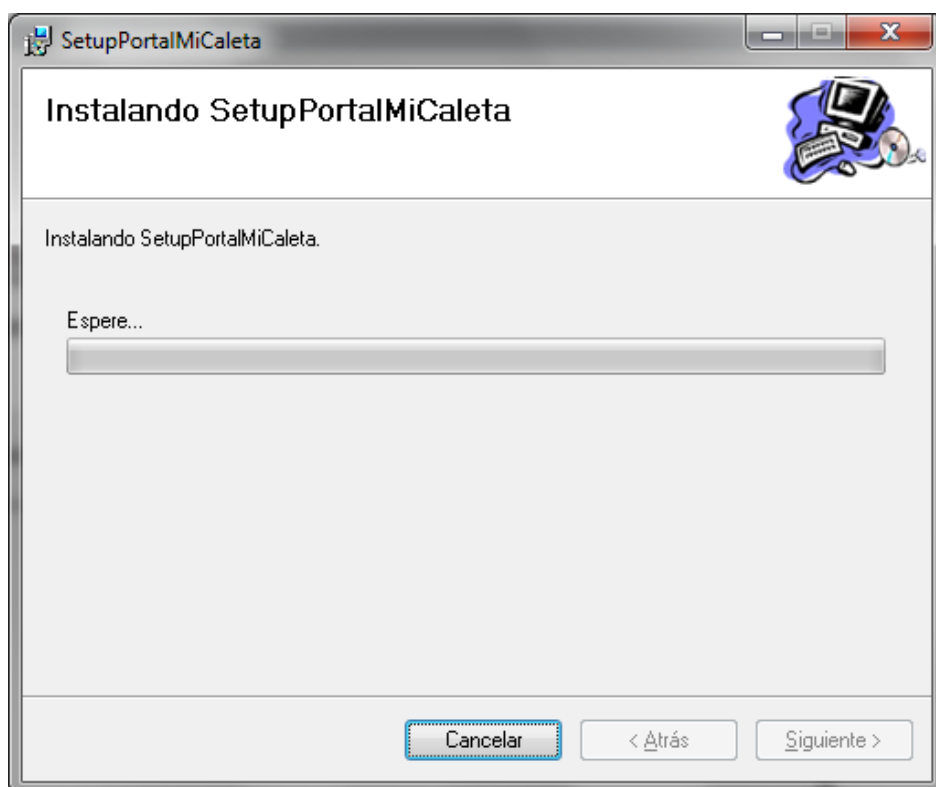 SetupPortalMiCaleta
Instalando SetupPortalMiCaleta
Instalando SetupPortalMiCaleta.
Espere...
Cancelar
< Atrás
Siguiente >